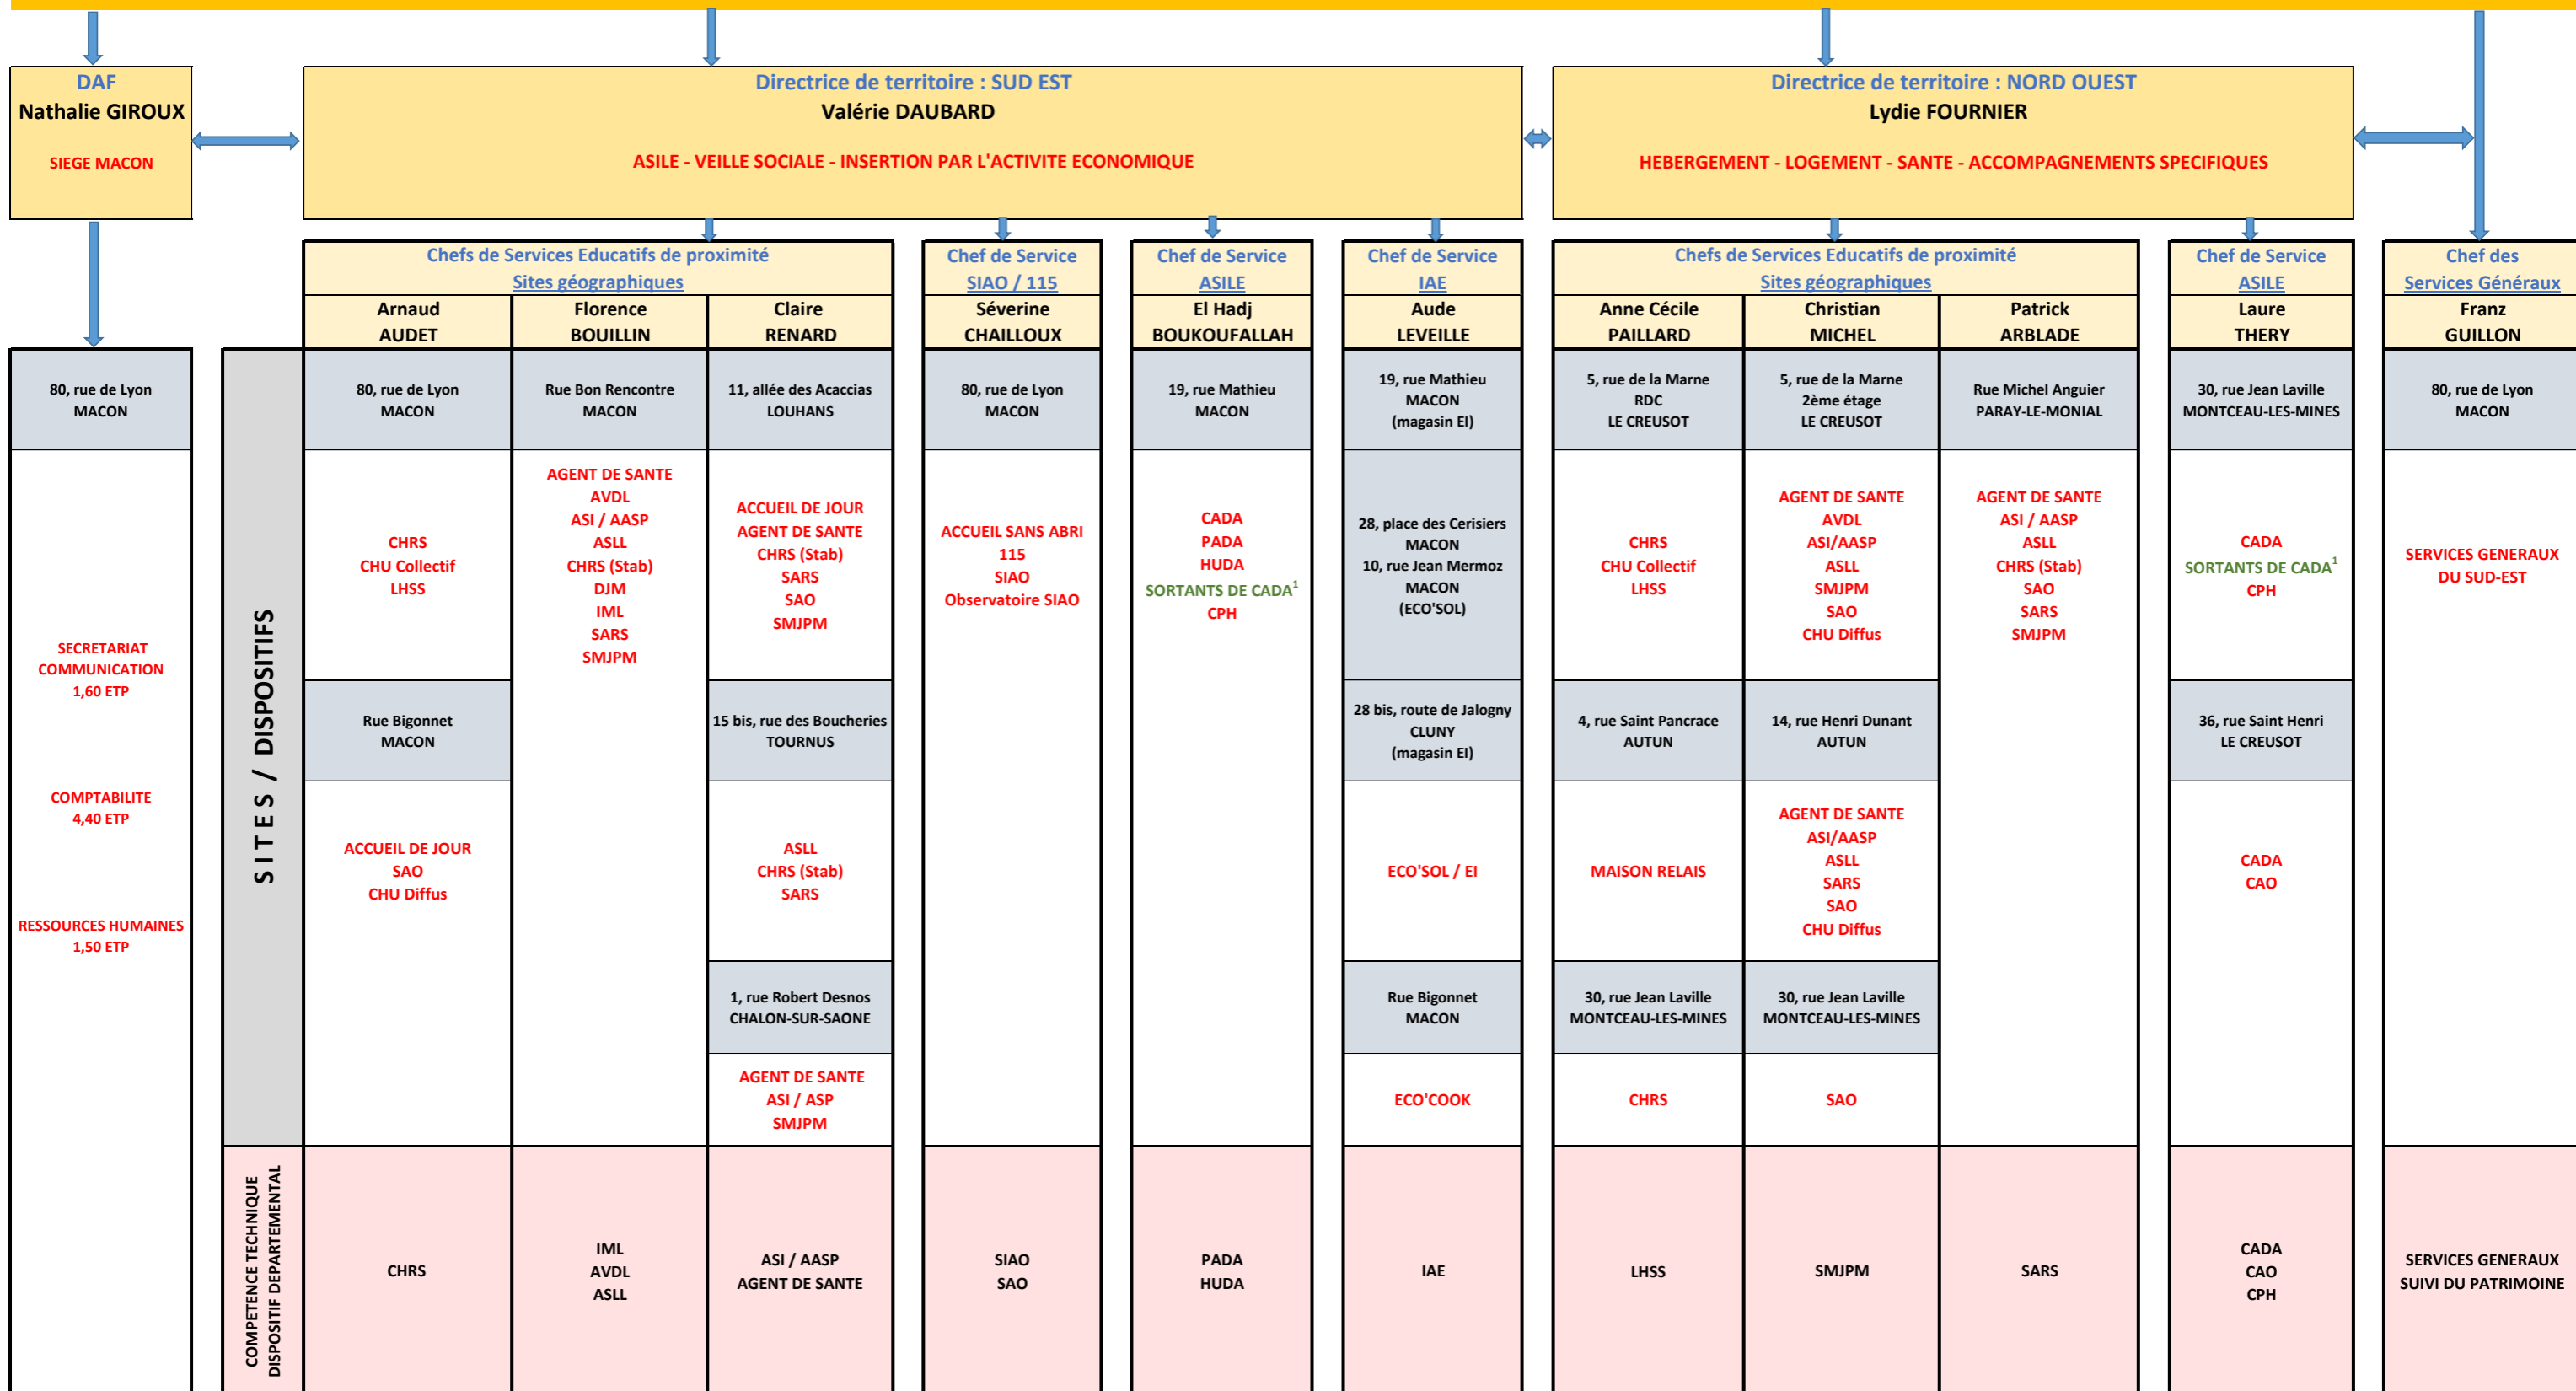 DAF
Nathalie GIROUX
SIEGE MACON
Directrice de territoire : SUD EST
Valérie DAUBARD
ASILE - VEILLE SOCIALE - INSERTION PAR L'ACTIVITE ECONOMIQUE
Directrice de territoire : NORD OUEST
Lydie FOURNIER
HEBERGEMENT - LOGEMENT - SANTE - ACCOMPAGNEMENTS SPECIFIQUES
80, rue de Lyon
MACON
SECRETARIAT
COMMUNICATION
1,60 ETP
COMPTABILITE
4,40 ETP
RESSOURCES HUMAINES
1,50 ETP
SITES / DISPOSITIFS
COMPETENCE TECHNIQUE
DISPOSITIF DEPARTEMENTAL
Chefs de Services Educatifs de proximité
Sites géographiques
Arnaud
AUDET
80, rue de Lyon
MACON
CHRS
CHU Collectif
LHSS
Rue Bigonnet
MACON
ACCUEIL DE JOUR
SAO
CHU Diffus
CHRS
Florence
BOUILLIN
Rue Bon Rencontre
MACON
AGENT DE SANTE
AVDL
ASI / AASP
ASLL
CHRS (Stab)
DJM
IML
SARS
SMJPM
IML
AVDL
ASLL
Claire
RENARD
11, allée des Acaccias
LOUHANS
ACCUEIL DE JOUR
AGENT DE SANTE
CHRS (Stab)
SARS
SAO
SMJPM
15 bis, rue des Boucheries
TOURNUS
ASLL
CHRS (Stab)
SARS
1, rue Robert Desnos
CHALON-SUR-SAONE
AGENT DE SANTE
ASI / ASP
SMJPM
ASI / AASP
AGENT DE SANTE
Chef de Service
SIAO / 115
Séverine
CHAILLOUX
80, rue de Lyon
MACON
ACCUEIL SANS ABRI
115
SIAO
Observatoire SIAO
SIAO
SAO
Chef de Service
ASILE
El Hadj
BOUKOUFALLAH
19, rue Mathieu
MACON
CADA
PADA
HUDA
SORTANTS DE CADA¹
CPH
PADA
HUDA
Chef de Service
IAE
Aude
LEVEILLE
19, rue Mathieu
MACON
(magasin EI)
28, place des Cerisiers
MACON
10, rue Jean Mermoz
MACON
(ECO'SOL)
28 bis, route de Jalogny
CLUNY
(magasin EI)
ECO'SOL / EI
Rue Bigonnet
MACON
ECO'COOK
IAE
Chefs de Services Educatifs de proximité
Sites géographiques
Anne Cécile
PAILLARD
5, rue de la Marne
RDC
LE CREUSOT
CHRS
CHU Collectif
LHSS
4, rue Saint Pancrace
AUTUN
MAISON RELAIS
30, rue Jean Laville
MONTCEAU-LES-MINES
CHRS
LHSS
Christian
MICHEL
5, rue de la Marne
2ème étage
LE CREUSOT
AGENT DE SANTE
AVDL
ASI/AASP
ASLL
SMJPM
SAO
CHU Diffus
14, rue Henri Dunant
AUTUN
AGENT DE SANTE
ASI/AASP
ASLL
SARS
SAO
CHU Diffus
30, rue Jean Laville
MONTCEAU-LES-MINES
SAO
SMJPM
Patrick
ARBLADE
Rue Michel Anguier
PARAY-LE-MONIAL
AGENT DE SANTE
ASI / AASP
ASLL
CHRS (Stab)
SAO
SARS
SMJPM
SARS
Chef de Service
ASILE
Laure
THERY
30, rue Jean Laville
MONTCEAU-LES-MINES
CADA
SORTANTS DE CADA¹
CPH
36, rue Saint Henri
LE CREUSOT
CADA
CAO
CADA
CAO
CPH
Chef des
Services Généraux
Franz
GUILLON
80, rue de Lyon
MACON
SERVICES GENERAUX
DU SUD-EST
SERVICES GENERAUX
SUIVI DU PATRIMOINE